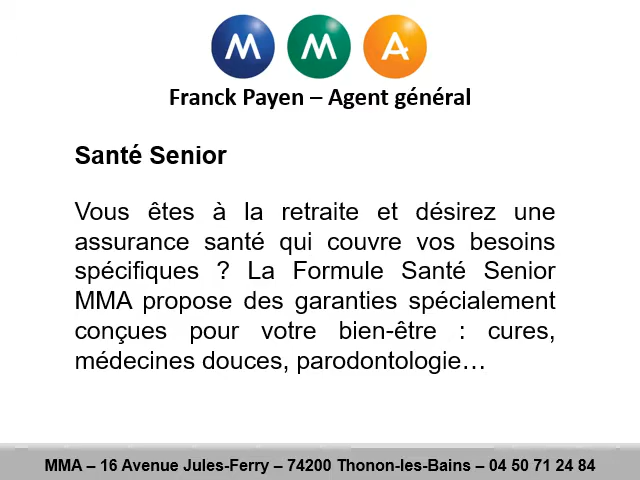 M M A
Franck Payen – Agent général
Santé Senior
Vous êtes à la retraite et désirez une
assurance santé qui couvre vos besoins
spécifiques ? La Formule Santé Senior
MMA propose des garanties spécialement
conçues pour votre bien-être : cures,
médecines douces, parodontologie…
MMA – 16 Avenue Jules-Ferry – 74200 Thonon-les-Bains – 04 50 71 24 84